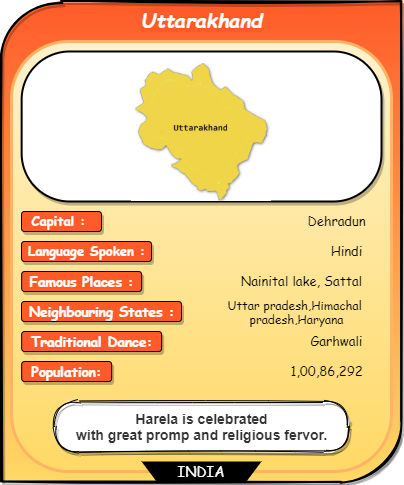 Uttarakhand
Uttarakhand
Capital : Dehradun
Language Spoken : Hindi
Famous Places : Nainital lake, Sattal
Neighbouring States : Uttar pradesh,Himachal
pradesh,Haryana
Traditional Dance: Garhwali
Population: 1,00,86,292
Harela is celebrated
with great promp and religious fervor.
INDIA